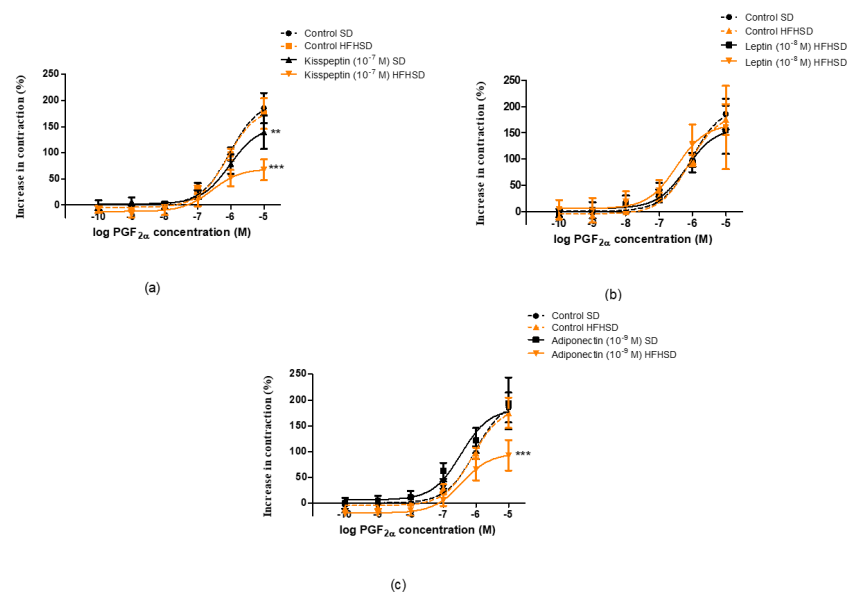 Control SD
Control HFHSD
Kisspeptin (10-7 M) SD
Kisspeptin (10-7 M) HFHSD
Increase in contraction (%)
250
200
150
100
50
0
**
***
-10 -9 -8 -7 -6 -5
log PGF2α concentration (M)
(a)
Control SD
Control HFHSD
Leptin (10-8 M) HFHSD
Leptin (10-8 M) HFHSD
Increase in contraction (%)
250
200
150
100
50
0
-10 -9 -8 -7 -6 -5
log PGF2α concentration (M)
(b)
Control SD
Control HFHSD
Adiponectin (10-9 M) SD
Adiponectin (10-9 M) HFHSD
Increase in contraction (%)
250
200
150
100
50
0
***
-10 -9 -8 -7 -6 -5
log PGF2α concentration (M)
(c)